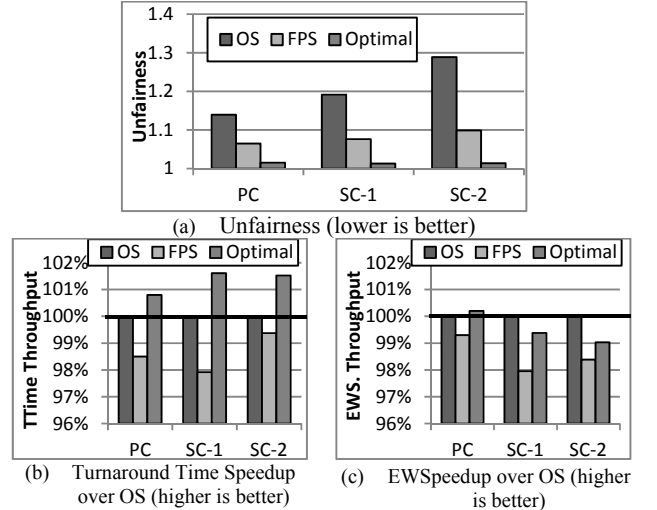 1.4
1.3
1.2
1.1
1
Unfairness
OS FPS Optimal
PC SC-1 SC-2
(a) Unfairness (lower is better)
OS FPS Optimal
102%
101%
100%
99%
98%
97%
96%
TTime Throughput
PC SC-1 SC-2
(b) Turnaround Time Speedup
over OS (higher is better)
OS FPS Optimal
102%
101%
100%
99%
98%
97%
96%
EWS. Throughput
PC SC-1 SC-2
(c) EWSpeedup over OS (higher
is better)